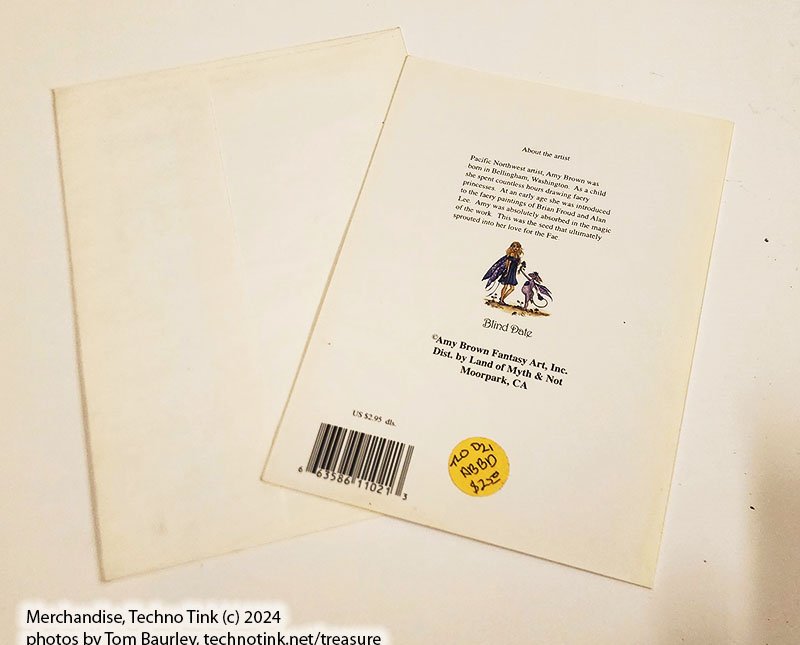 About the artist
Pacific Northwest artist, Amy Brown was
born in Bellingham, Washington. As a child
she spent countless hours drawing faery
princesses. At an early age she was introduced
to the faery paintings of Brian Froud and Alan
Lee. Amy was absolutely absorbed in the magic
of the work. This was the seed that ultimately
sprouted into her love for the Fae
Blind Date
©Amy Brown Fantasy Art, Inc.
Dist. by Land of Myth & Not
Moorpark, CA
US $2.95 dls.
6 63586 11021 3
TLO D21
ABBD
$2.50
Merchandise, Techno Tink (c) 2024
photos by Tom Baurley, technotink.net/treasure